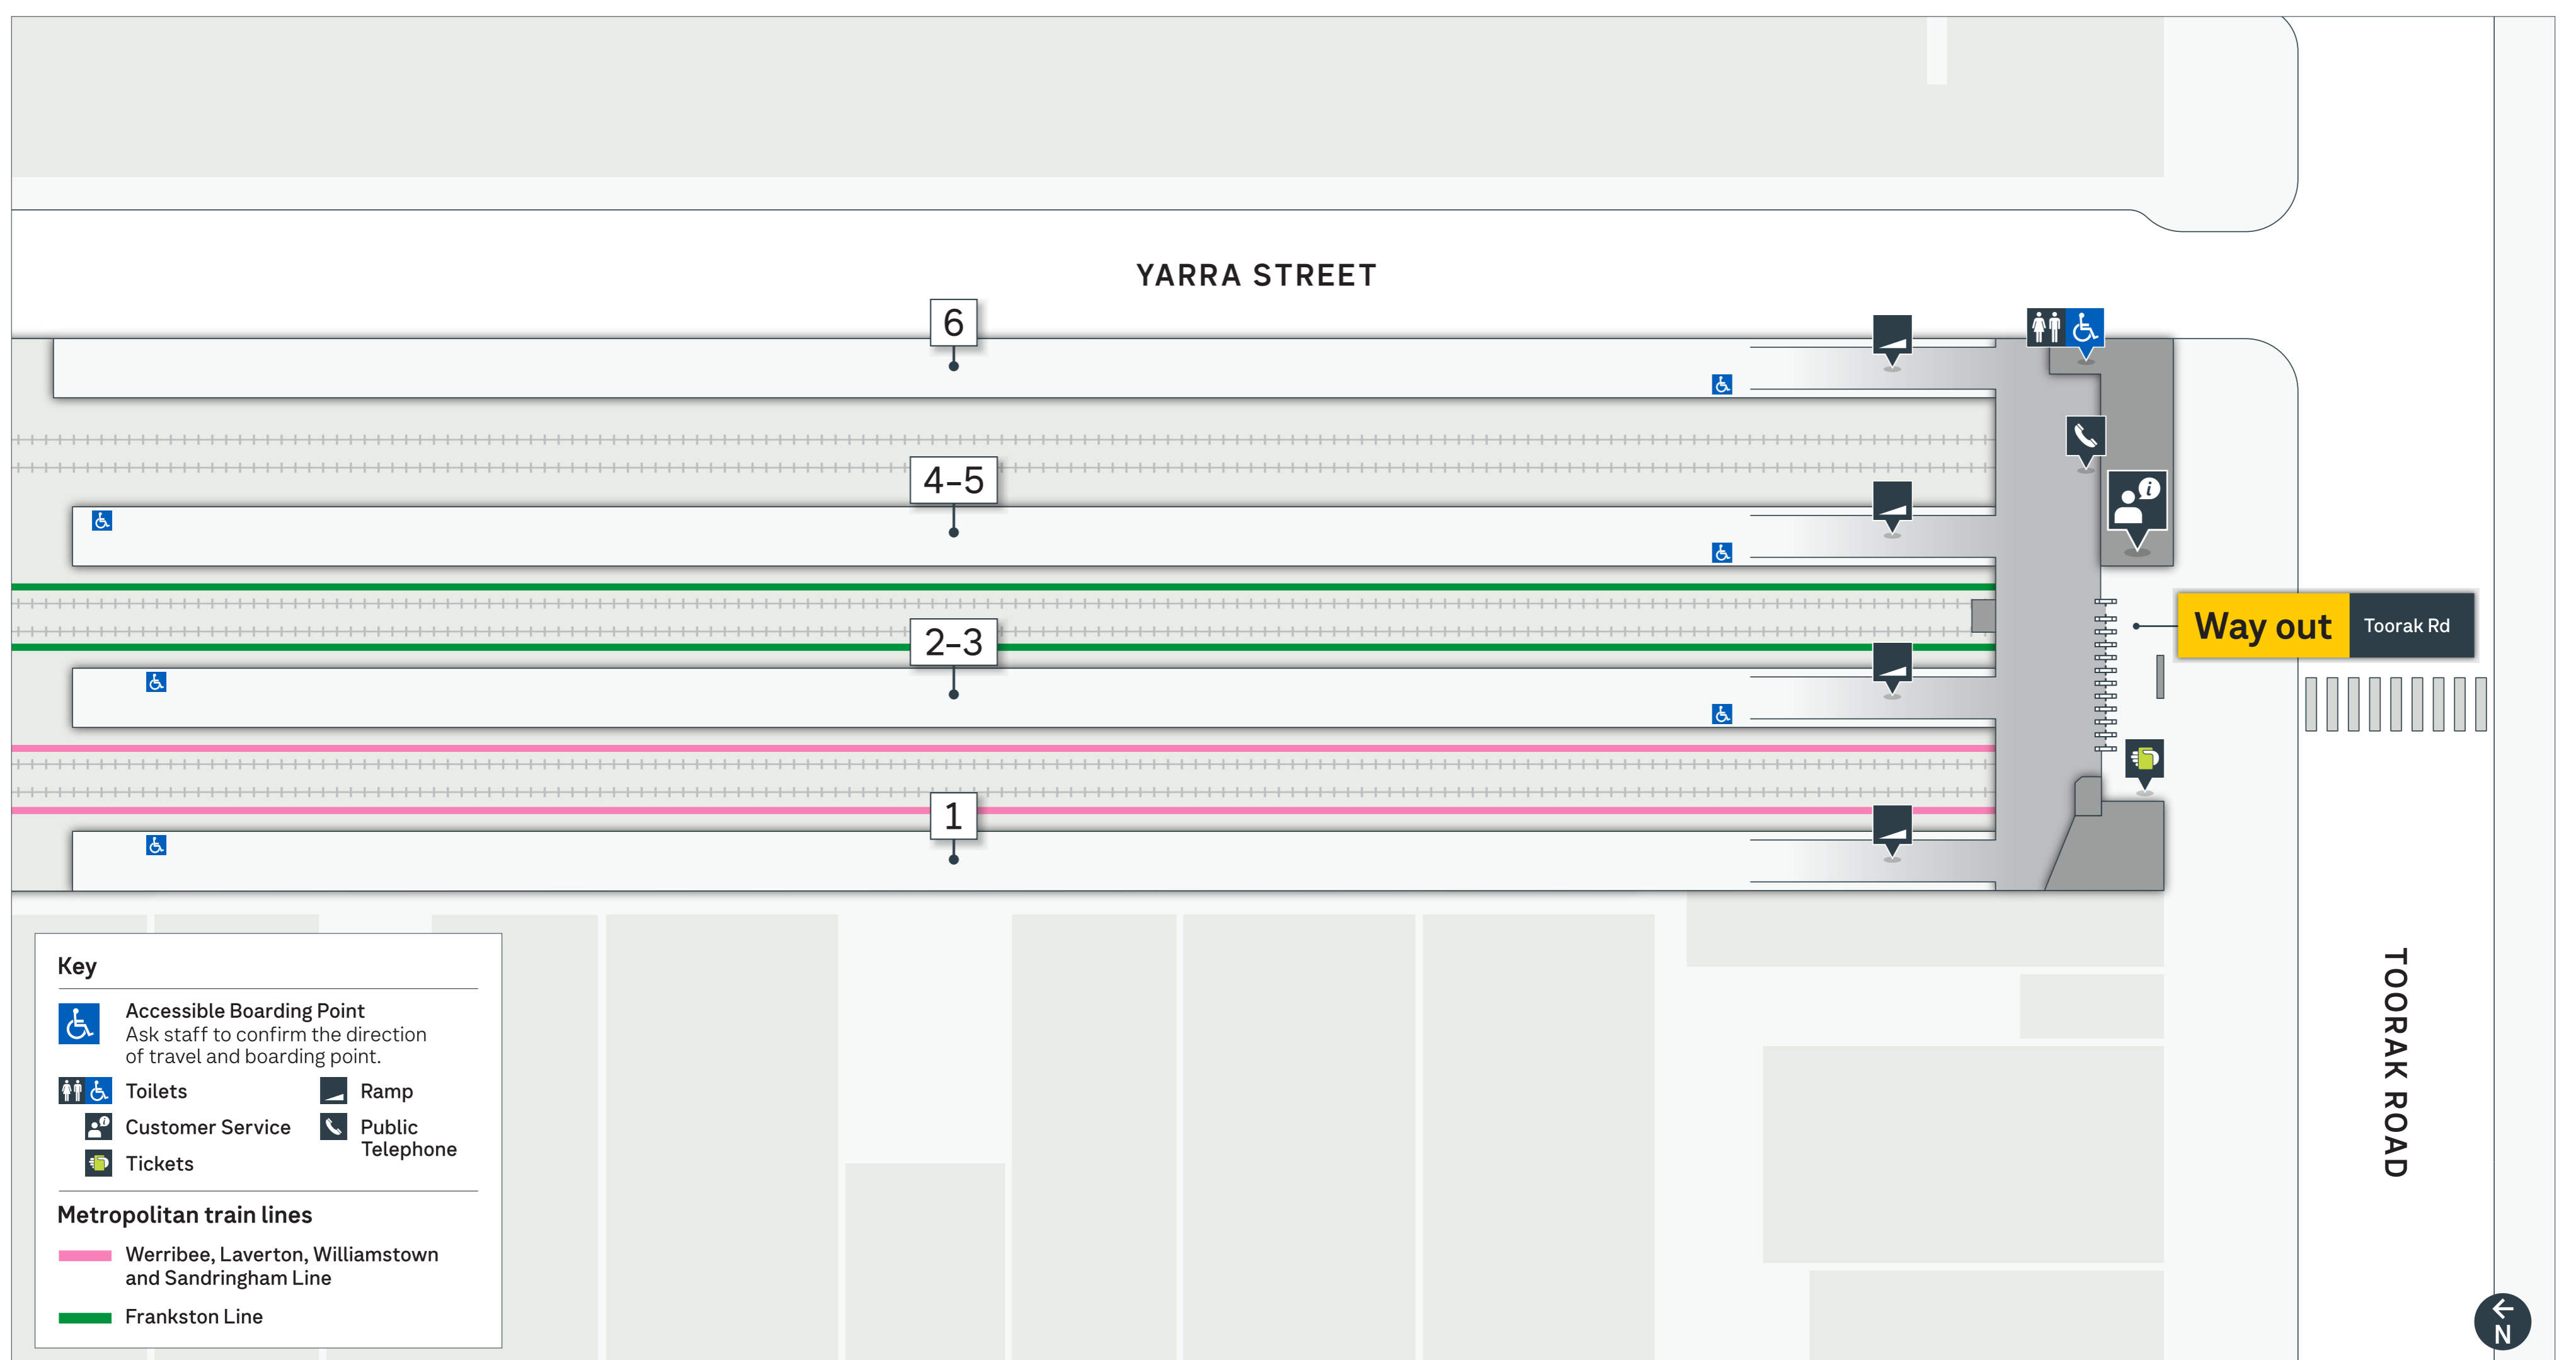 YARRA STREET
6
4–5
2–3
1
i
Way out
Toorak Rd
TOORAK ROAD
Key
Accessible Boarding Point
Ask staff to confirm the direction
of travel and boarding point.
Toilets
Ramp
Customer Service
Public
Telephone
Tickets
Metropolitan train lines
Werribee, Laverton, Williamstown
and Sandringham Line
Frankston Line
N